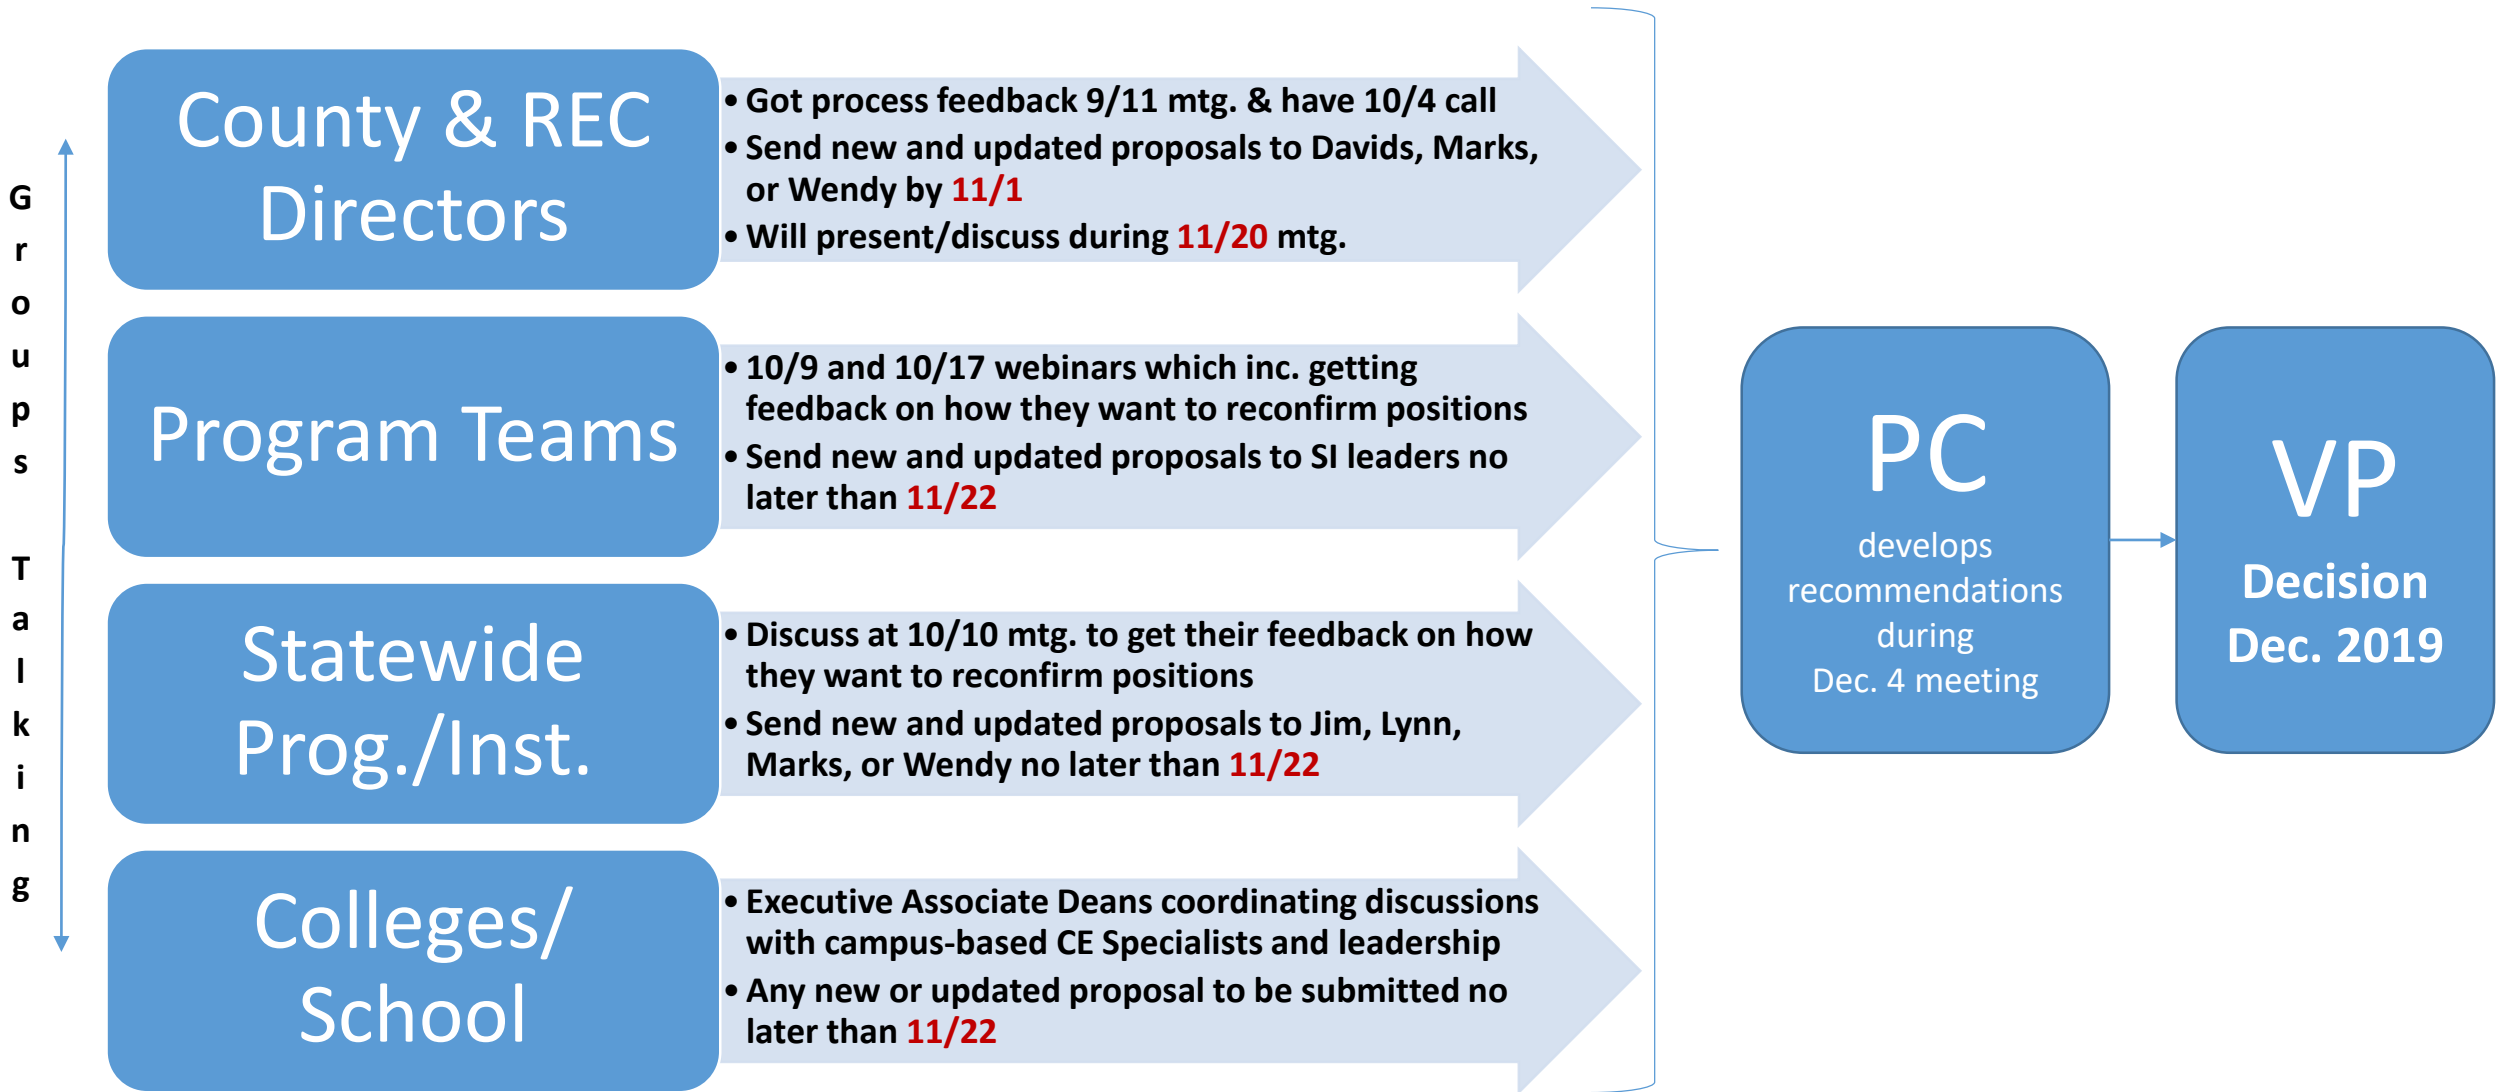 Groups Talking
County & REC
Directors
• Got process feedback 9/11 mtg. & have 10/4 call
• Send new and updated proposals to Davids, Marks,
or Wendy by 11/1
• Will present/discuss during 11/20 mtg.
Program Teams
• 10/9 and 10/17 webinars which inc. getting
feedback on how they want to reconfirm positions
• Send new and updated proposals to SI leaders no
later than 11/22
Statewide
Prog./Inst.
• Discuss at 10/10 mtg. to get their feedback on how
they want to reconfirm positions
• Send new and updated proposals to Jim, Lynn,
Marks, or Wendy no later than 11/22
Colleges/
School
• Executive Associate Deans coordinating discussions
with campus-based CE Specialists and leadership
• Any new or updated proposal to be submitted no
later than 11/22
PC
develops
recommendations
during
Dec. 4 meeting
VP
Decision
Dec. 2019